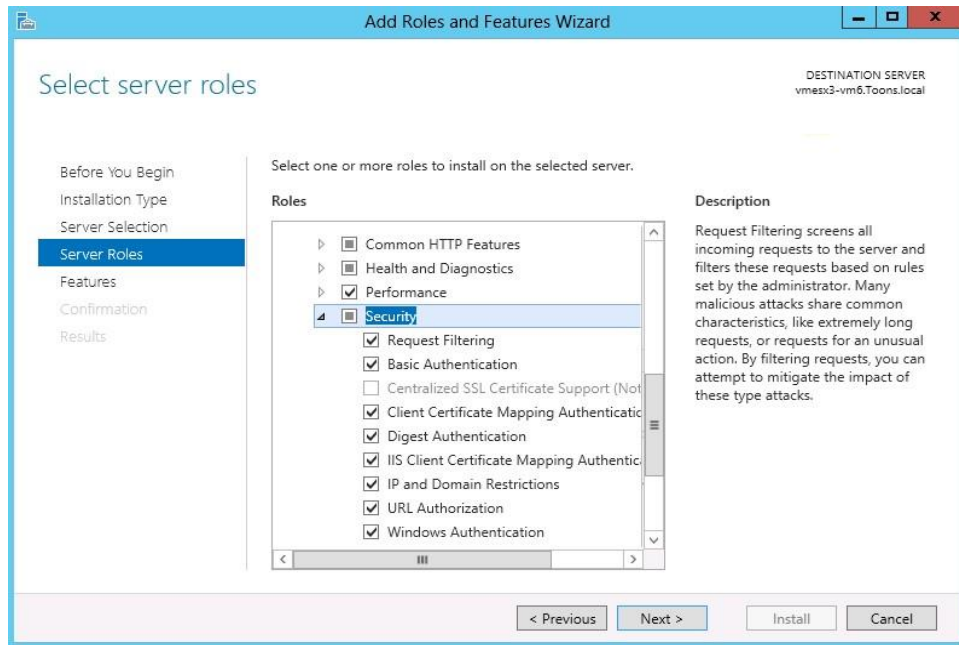 Add Roles and Features Wizard
Select server roles
DESTINATION SERVER
vmesx3-vm6.Toons.local
Before You Begin
Installation Type
Server Selection
Server Roles
Features
Confirmation
Results
Select one or more roles to install on the selected server.
Roles
Common HTTP Features
Health and Diagnostics
Performance
Security
Request Filtering
Basic Authentication
Centralized SSL Certificate Support (Not
Client Certificate Mapping Authenticatic
Digest Authentication
IIS Client Certificate Mapping Authentic
IP and Domain Restrictions
URL Authorization
Windows Authentication
Description
Request Filtering screens all
incoming requests to the server and
filters these requests based on rules
set by the administrator. Many
malicious attacks share common
characteristics, like extremely long
requests, or requests for an unusual
action. By filtering requests, you can
attempt to mitigate the impact of
these type attacks.
< Previous
Next >
Install
Cancel